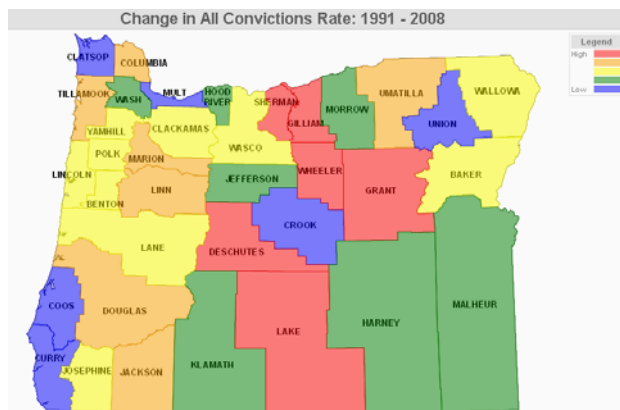 Change in All Convictions Rate: 1991 - 2008
Legend
High
Low
CLATSOP
COLUMBIA
TILLAMOOK
WASH
MULT
HOOD
RIVER
SHERMAN
GILLIAM
MORROW
UMATILLA
WALLOWA
UNION
YAMHILL
CLACKAMAS
WASCO
POLK
MARION
WHEELER
GRANT
BAKER
LINCOLN
LINN
JEFFERSON
BENTON
CROOK
LANE
DESCHUTES
COOS
DOUGLAS
HARNEY
MALHEUR
LAKE
CURRY
JOSEPHINE
JACKSON
KLAMATH